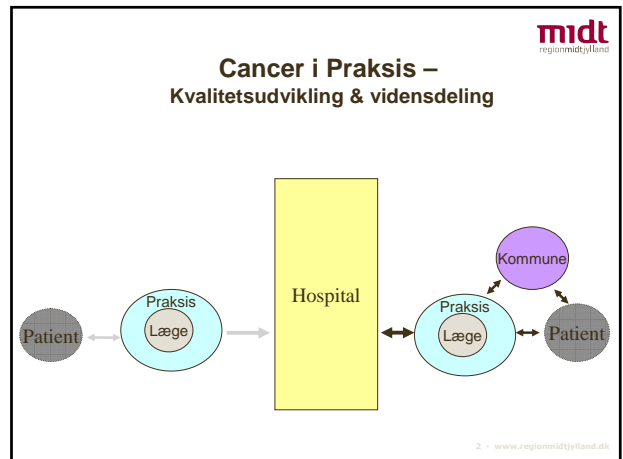 midt
regionmidtjylland
Cancer i Praksis –
Kvalitetsudvikling & vidensdeling
Patient
Praksis
Læge
Hospital
Kommune
Praksis
Læge
Patient
2 - www.regionmidtjylland.dk